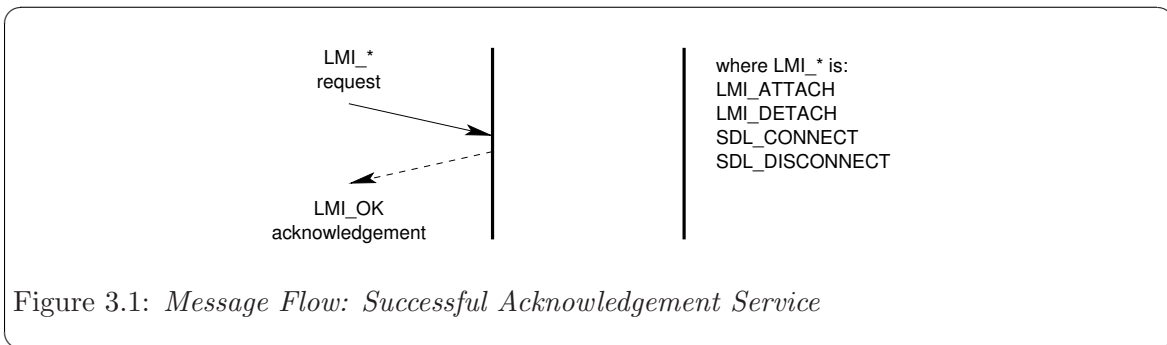 LMI_*
request
LMI_OK
acknowledgement
where LMI_* is:
LMI_ATTACH
LMI_DETACH
SDL_CONNECT
SDL_DISCONNECT
Figure 3.1: Message Flow: Successful Acknowledgement Service